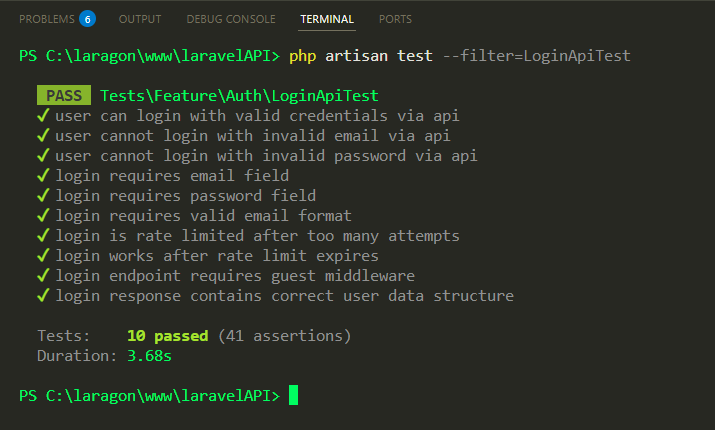 PROBLEMS 6 OUTPUT DEBUG CONSOLE TERMINAL PORTS
PS C:\laragon\www\laravelAPI> php artisan test --filter=LoginApiTest
PASS Tests\Feature\Auth\LoginApiTest
✓ user can login with valid credentials via api
✓ user cannot login with invalid email via api
✓ user cannot login with invalid password via api
✓ login requires email field
✓ login requires password field
✓ login requires valid email format
✓ login is rate limited after too many attempts
✓ login works after rate limit expires
✓ login endpoint requires guest middleware
✓ login response contains correct user data structure
Tests: 10 passed (41 assertions)
Duration: 3.68s
PS C:\laragon\www\laravelAPI>